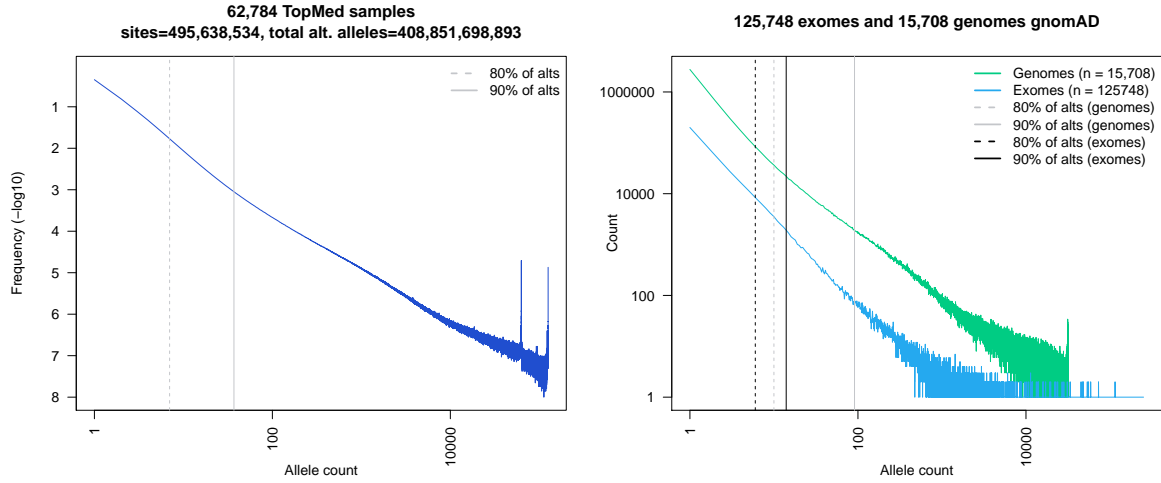 62,784 TopMed samples
sites=495,638,534, total alt. alleles=408,851,698,893
80% of alts
90% of alts
Frequency (−log10)
1
2
3
4
5
6
7
8
1
100
10000
Allele count
125,748 exomes and 15,708 genomes gnomAD
Genomes (n = 15,708)
Exomes (n = 125748)
80% of alts (genomes)
90% of alts (genomes)
80% of alts (exomes)
90% of alts (exomes)
Count
1000000
10000
100
1
1
100
10000
Allele count